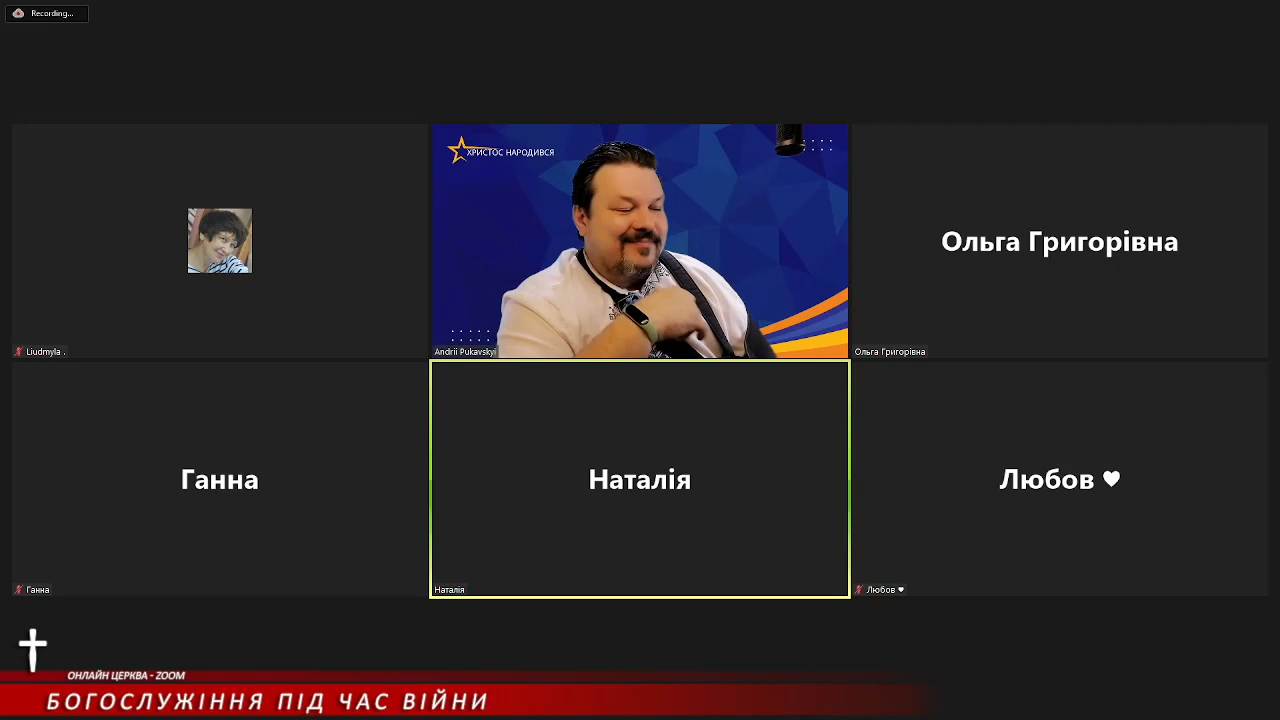 Recording...
ХРИСТОС НАРОДИВСЯ
Ольга Григорівна
Liudmyla .
Andrii Pukavskyi
Ольга Григорівна
Ганна
Наталія
Любов ♥
Ганна
Наталія
Любов ♥
ОНЛАЙН ЦЕРКВА - ZOOM
БОГОСЛУЖІННЯ ПІД ЧАС ВІЙНИ